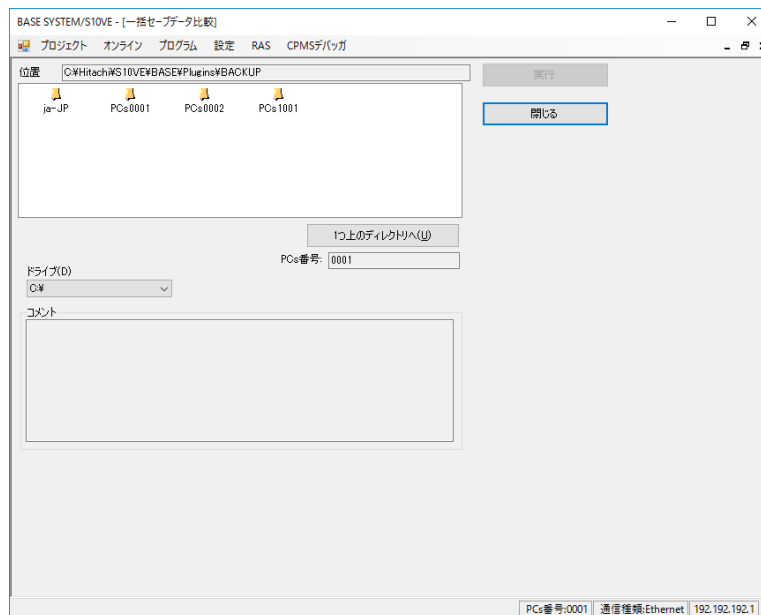 BASE SYSTEM/S10VE - [一括セーブデータ比較]
プロジェクト オンライン プログラム 設定 RAS CPMSデバッガ
位置 C:¥Hitachi¥S10VE¥BASE¥Plugins¥BACKUP
実行
ja-JP PCs0001 PCs0002 PCs1001
閉じる
1つ上のディレクトリへ(U)
PCs番号: 0001
ドライブ(D)
C:¥
コメント
PCs番号:0001 通信種類:Ethernet 192.192.192.1